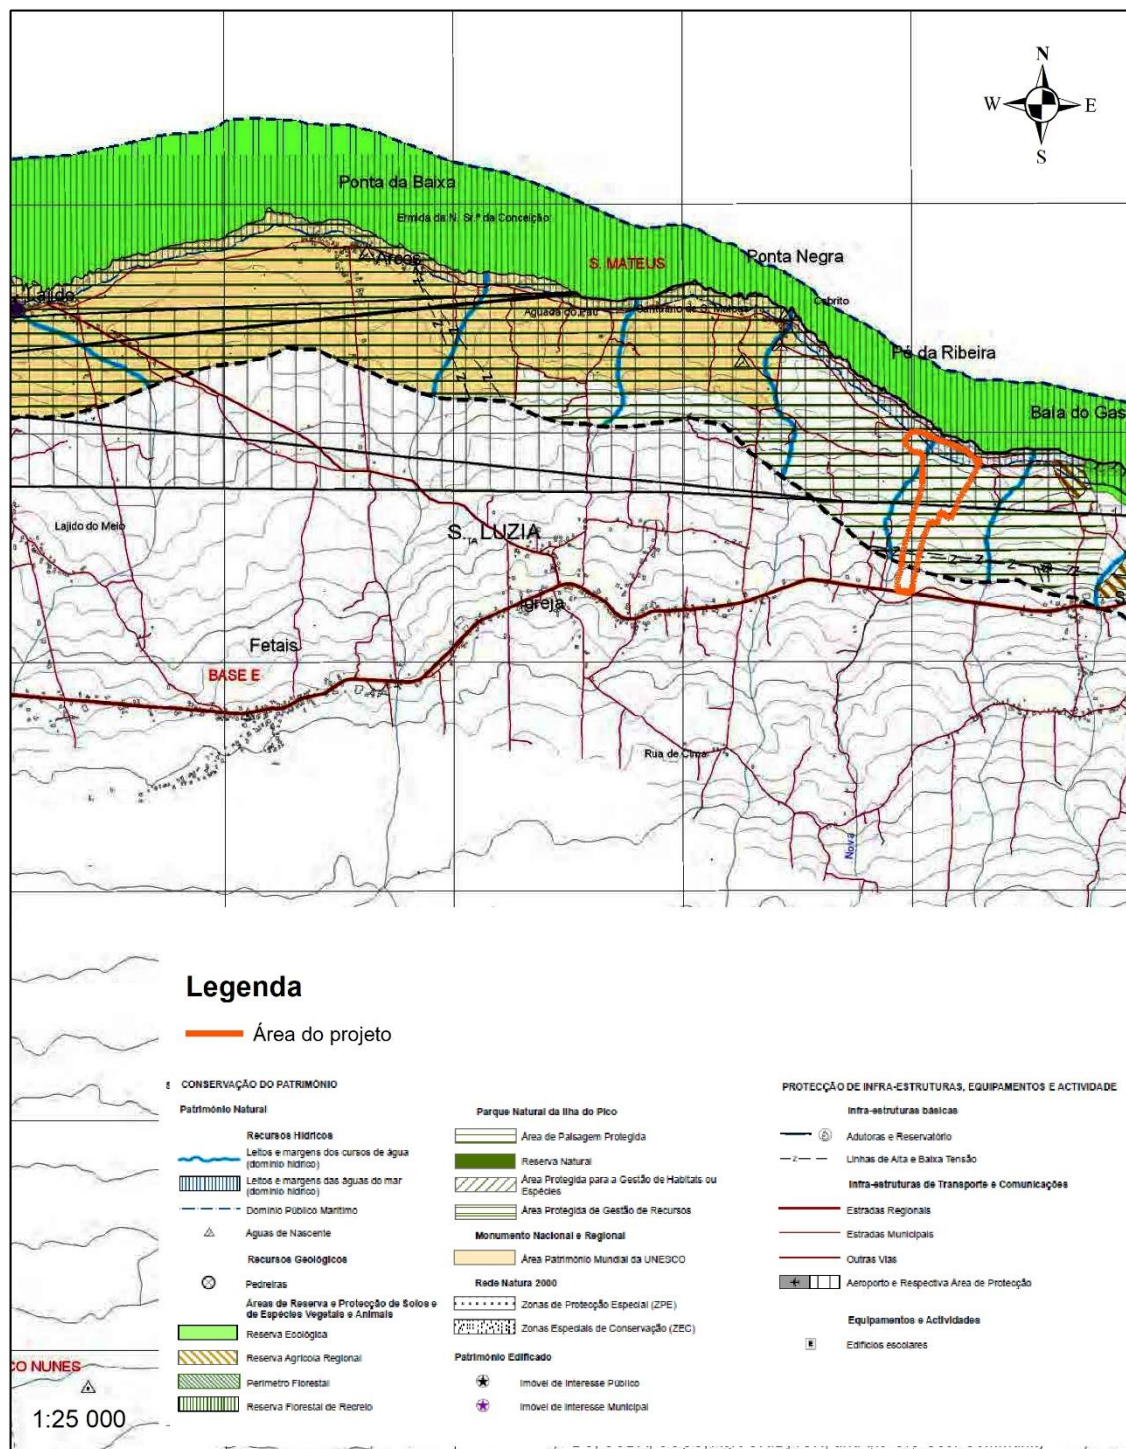 N
W E
S
Ponta da Baixa
Ermida da N. Sr.ª da Conceição
Arcos
S. MATEUS
Ponta Negra
Lajido
Cabrito
Aguada do Pau
Santuário de S. Mateus
Pé da Ribeira
Baía do Gas
Lajido do Meio
S.TA LUZIA
Igreja
Fetais
BASE E
Rua de Cima
Nova
Legenda
Área do projeto
CONSERVAÇÃO DO PATRIMÓNIO
Património Natural
Recursos Hídricos
Leitos e margens dos cursos de água
(domínio hídrico)
Leitos e margens das águas do mar
(domínio hídrico)
Domínio Público Marítimo
Águas de Nascente
Recursos Geológicos
Pedreiras
Áreas de Reserva e Protecção de Solos e
de Espécies Vegetais e Animais
Reserva Ecológica
Reserva Agrícola Regional
Perímetro Florestal
Reserva Florestal de Recreio
Parque Natural da Ilha do Pico
Área de Paisagem Protegida
Reserva Natural
Área Protegida para a Gestão de Habitats ou
Espécies
Área Protegida de Gestão de Recursos
Monumento Nacional e Regional
Área Património Mundial da UNESCO
Rede Natura 2000
Zonas de Protecção Especial (ZPE)
Zonas Especiais de Conservação (ZEC)
Património Edificado
Imóvel de Interesse Público
Imóvel de Interesse Municipal
PROTECÇÃO DE INFRA-ESTRUTURAS, EQUIPAMENTOS E ACTIVIDADE
Infra-estruturas básicas
Adutoras e Reservatório
Linhas de Alta e Baixa Tensão
Infra-estruturas de Transporte e Comunicações
Estradas Regionais
Estradas Municipais
Outras Vias
Aeroporto e Respectiva Área de Protecção
Equipamentos e Actividades
E Edifícios escolares
CO NUNES
1:25 000